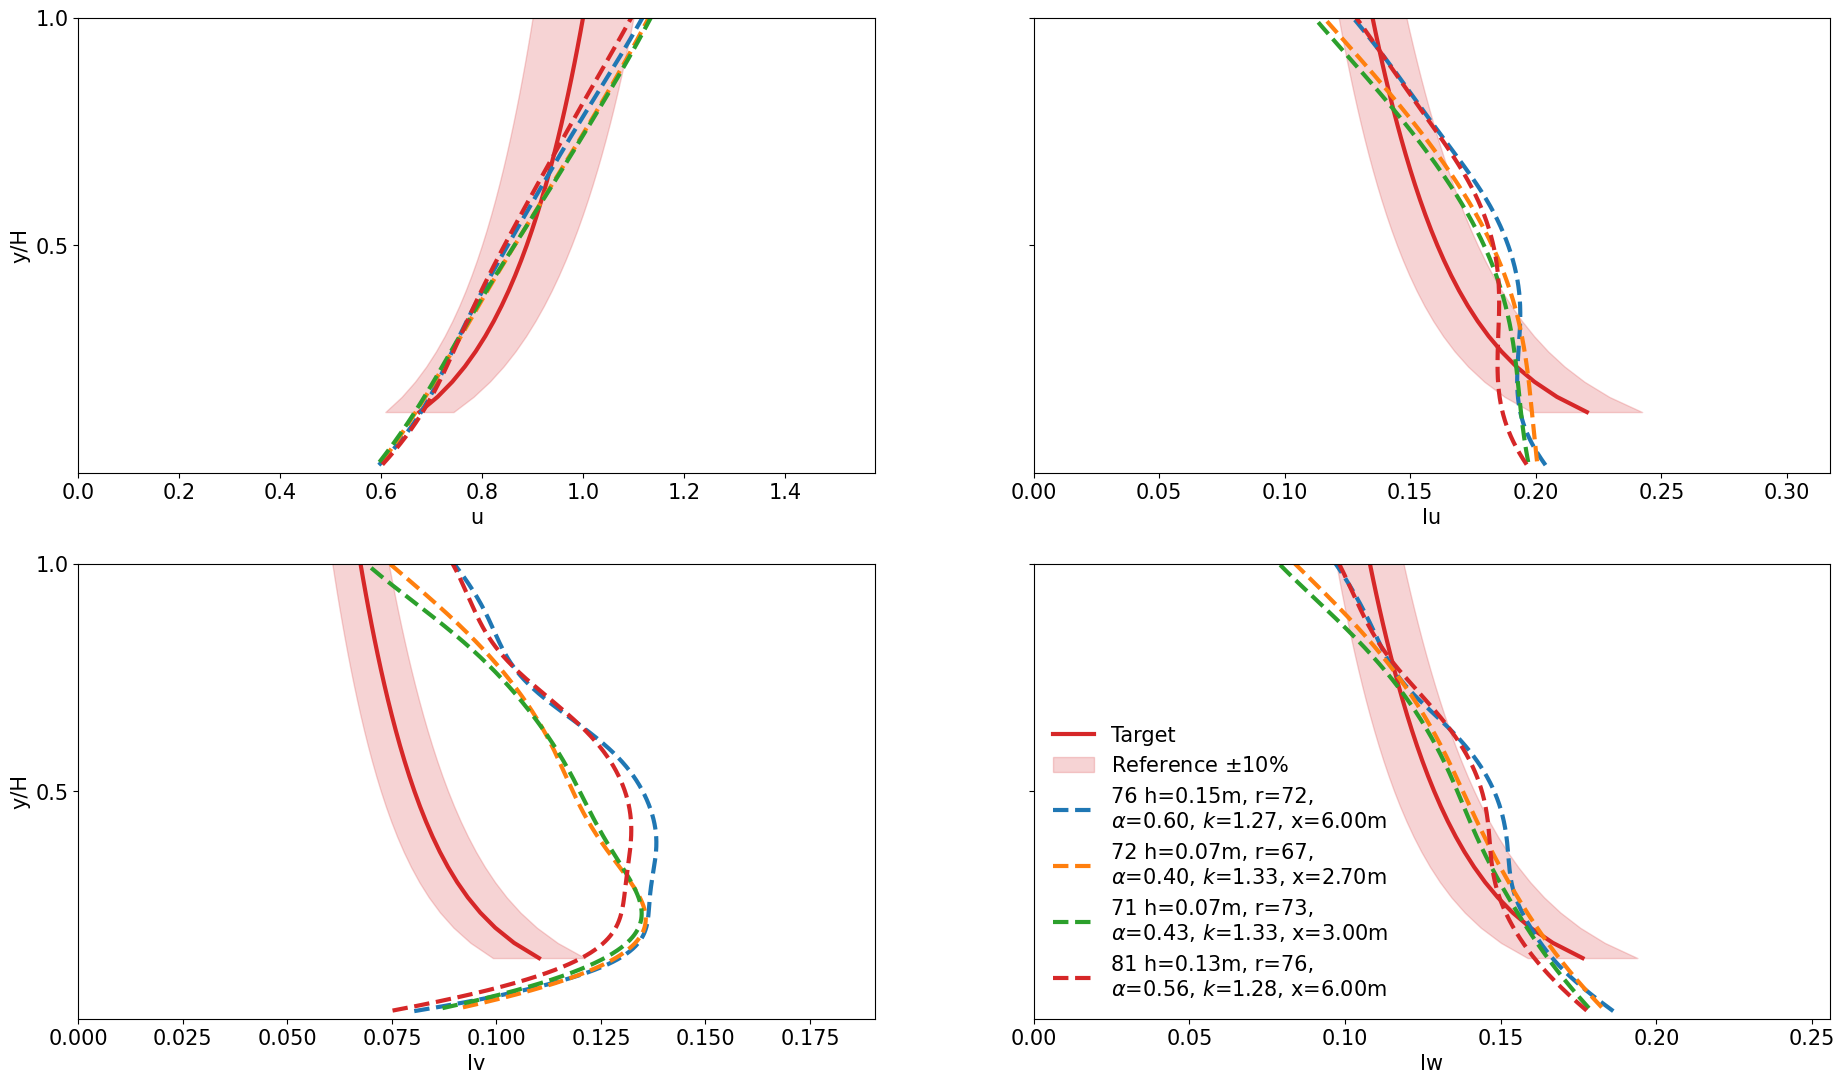 1.0
0.5
y/H
0.0 0.2 0.4 0.6 0.8 1.0 1.2 1.4
u
0.00 0.05 0.10 0.15 0.20 0.25 0.30
Iu
1.0
0.5
y/H
0.000 0.025 0.050 0.075 0.100 0.125 0.150 0.175
Iv
Target
Reference ±10%
76 h=0.15m, r=72,
α=0.60, k=1.27, x=6.00m
72 h=0.07m, r=67,
α=0.40, k=1.33, x=2.70m
71 h=0.07m, r=73,
α=0.43, k=1.33, x=3.00m
81 h=0.13m, r=76,
α=0.56, k=1.28, x=6.00m
0.00 0.05 0.10 0.15 0.20 0.25
Iw